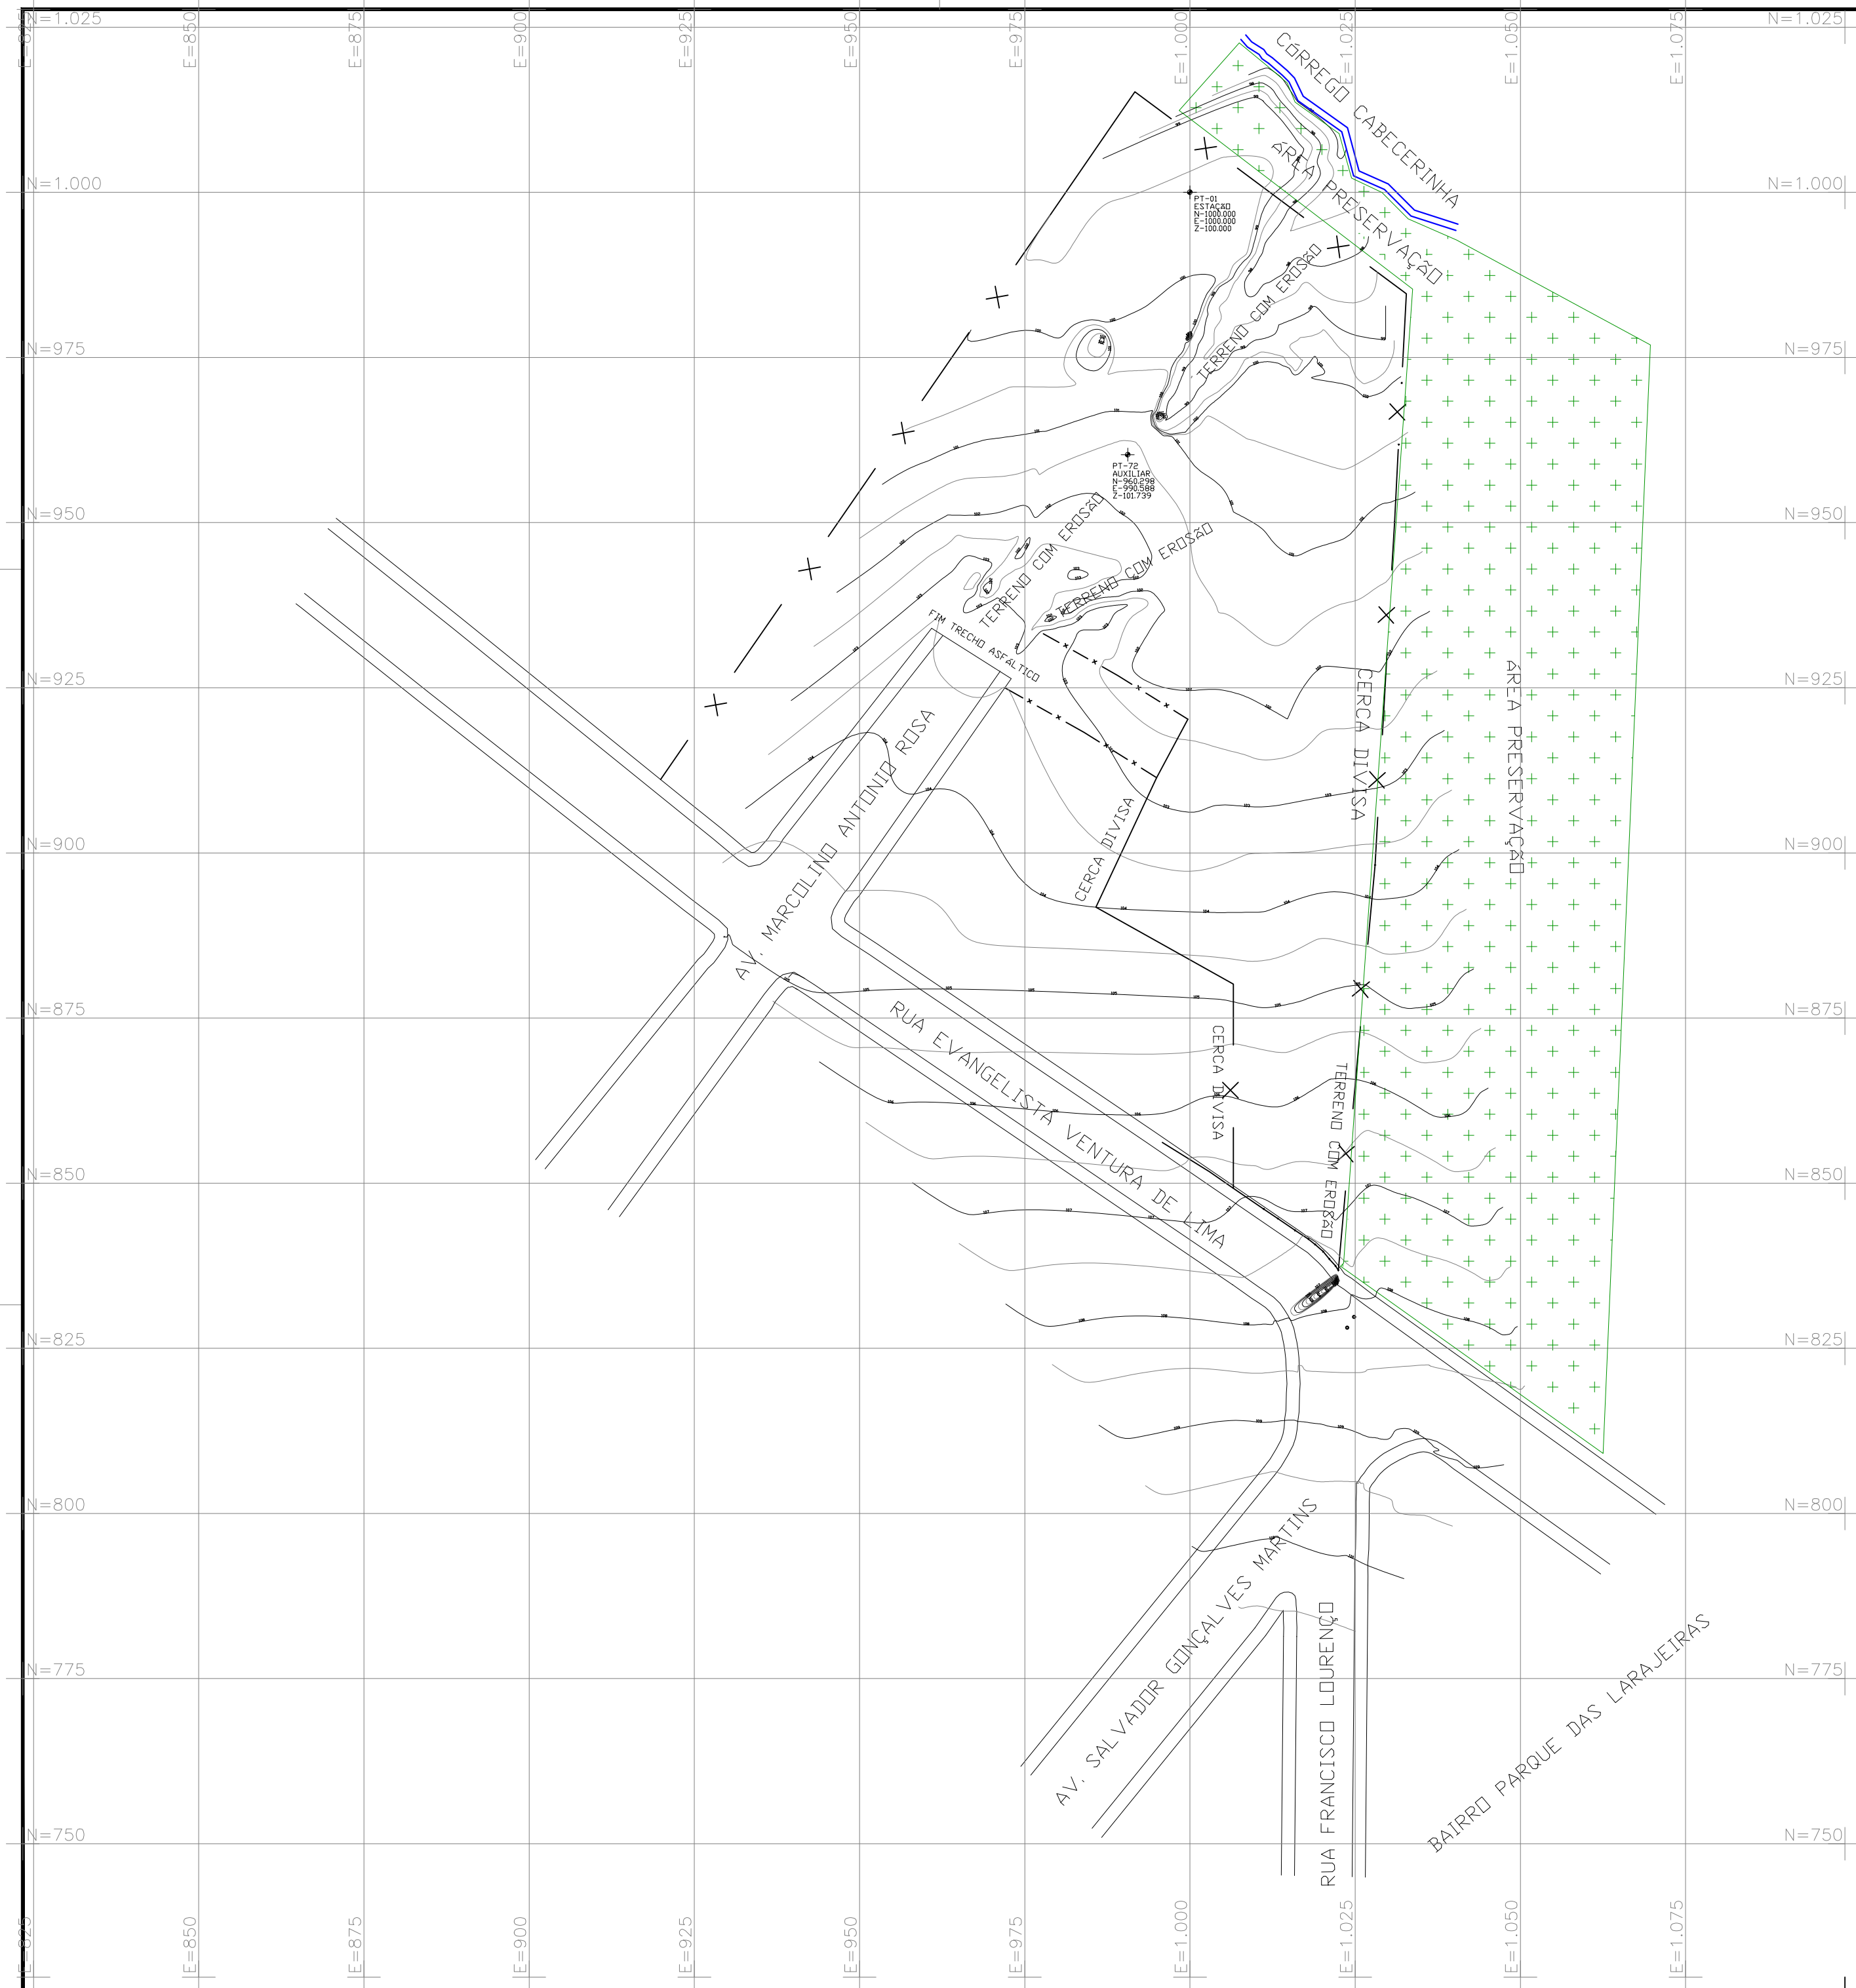 E=825
E=850
E=875
E=900
E=925
E=950
E=975
E=1.000
E=1.025
E=1.050
E=1.075
N=1.025
N=1.025
CÓRREGO CABECERINHA
ÁREA PRESERVAÇÃO
N=1.000
N=1.000
PT-01
ESTAÇÃO
N-1000.000
E-1000.000
Z-100.000
TERRENO COM EROSÃO
N=975
N=975
PT-72
AUXILIAR
N-960.298
E-990.588
Z-101.739
N=950
N=950
TERRENO COM EROSÃO
TERRENO COM EROSÃO
FIM TRECHO ASFÁLTICO
N=925
N=925
CERCA DIVISA
ÁREA PRESERVAÇÃO
AV. MARCOLINO ANTONIO ROSA
CERCA DIVISA
N=900
N=900
N=875
N=875
RUA EVANGELISTA VENTURA DE LIMA
CERCA DIVISA
TERRENO COM EROSÃO
N=850
N=850
N=825
N=825
N=800
N=800
AV. SALVADOR GONÇALVES MARTINS
RUA FRANCISCO LOURENÇO
BAIRRO PARQUE DAS LARAJEIRAS
N=775
N=775
N=750
N=750
E=825
E=850
E=875
E=900
E=925
E=950
E=975
E=1.000
E=1.025
E=1.050
E=1.075